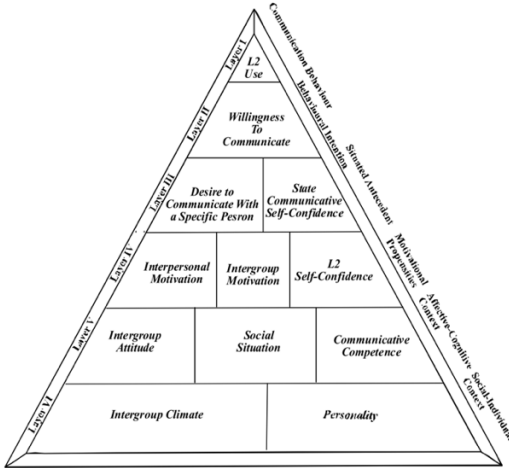 Layer I
L2
Use
Communication Behaviour
Layer II
Willingness
To
Communicate
Behavioural Intention
Layer III
Desire to
Communicate With
a Specific Pesron
State
Communicative
Self-Confidence
Situated Antecedent
Layer IV
Interpersonal
Motivation
Intergroup
Motivation
L2
Self-Confidence
Motivational
Propensities
Layer V
Intergroup
Attitude
Social
Situation
Communicative
Competence
Affective-Cognitive
Context
Layer VI
Intergroup Climate
Personality
Social-Individual
Context